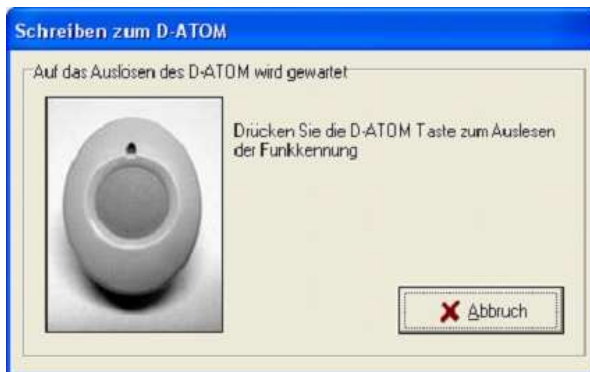 Schreiben zum D-ATOM
Auf das Auslösen des D-ATOM wird gewartet
Drücken Sie die D-ATOM Taste zum Auslesen
der Funkkennung
Abbruch